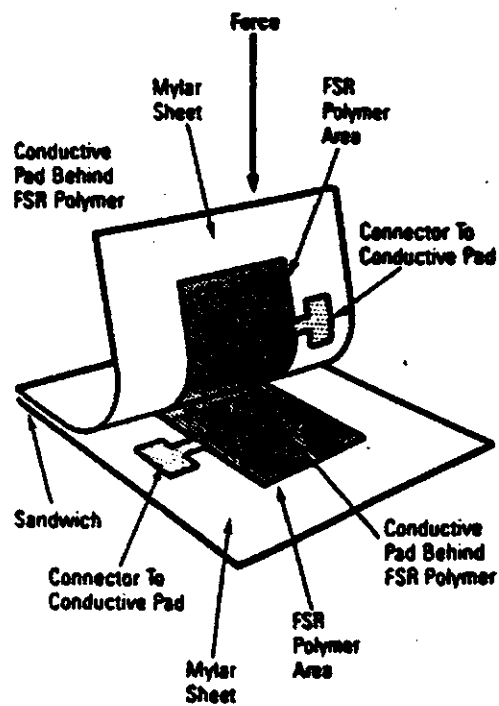 Force
Mylar
Sheet
FSR
Polymer
Area
Conductive
Pad Behind
FSR Polymer
Connector To
Conductive Pad
Sandwich
Connector To
Conductive Pad
Conductive
Pad Behind
FSR Polymer
FSR
Polymer
Area
Mylar
Sheet